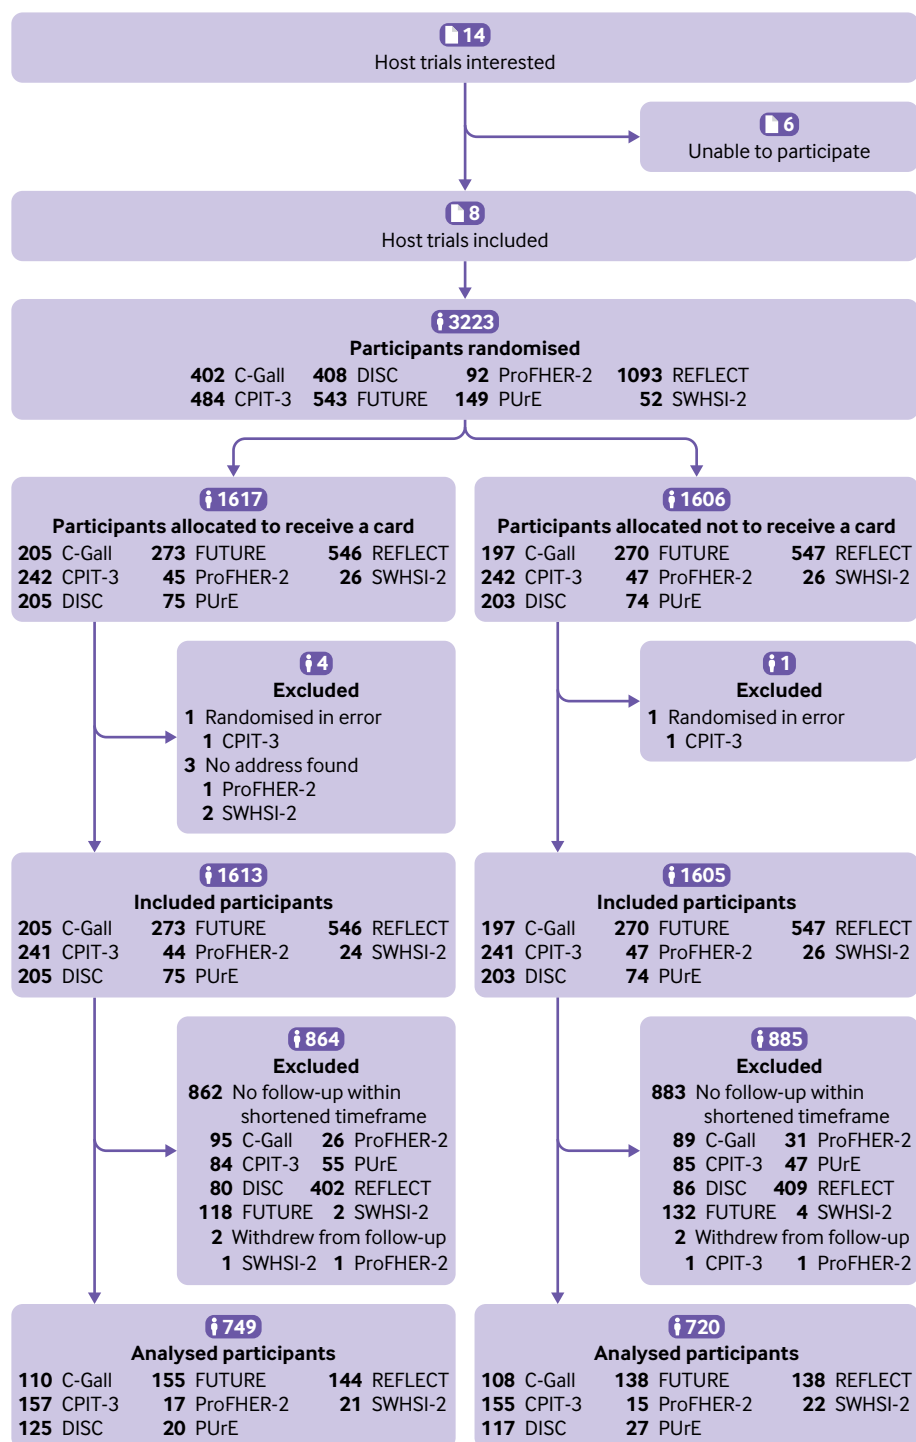 14
Host trials interested
6
Unable to participate
8
Host trials included
3223
Participants randomised
402 C-Gall 408 DISC 92 ProFHER-2 1093 REFLECT
484 CPIT-3 543 FUTURE 149 PUrE 52 SWHSI-2
1617
Participants allocated to receive a card
205 C-Gall 273 FUTURE 546 REFLECT
242 CPIT-3 45 ProFHER-2 26 SWHSI-2
205 DISC 75 PUrE
1606
Participants allocated not to receive a card
197 C-Gall 270 FUTURE 547 REFLECT
242 CPIT-3 47 ProFHER-2 26 SWHSI-2
203 DISC 74 PUrE
4
Excluded
1 Randomised in error
1 CPIT-3
3 No address found
1 ProFHER-2
2 SWHSI-2
1
Excluded
1 Randomised in error
1 CPIT-3
1613
Included participants
205 C-Gall 273 FUTURE 546 REFLECT
241 CPIT-3 44 ProFHER-2 24 SWHSI-2
205 DISC 75 PUrE
1605
Included participants
197 C-Gall 270 FUTURE 547 REFLECT
241 CPIT-3 47 ProFHER-2 26 SWHSI-2
203 DISC 74 PUrE
864
Excluded
862 No follow-up within
shortened timeframe
95 C-Gall 26 ProFHER-2
84 CPIT-3 55 PUrE
80 DISC 402 REFLECT
118 FUTURE 2 SWHSI-2
2 Withdrew from follow-up
1 SWHSI-2 1 ProFHER-2
885
Excluded
883 No follow-up within
shortened timeframe
89 C-Gall 31 ProFHER-2
85 CPIT-3 47 PUrE
86 DISC 409 REFLECT
132 FUTURE 4 SWHSI-2
2 Withdrew from follow-up
1 CPIT-3 1 ProFHER-2
749
Analysed participants
110 C-Gall 155 FUTURE 144 REFLECT
157 CPIT-3 17 ProFHER-2 21 SWHSI-2
125 DISC 20 PUrE
720
Analysed participants
108 C-Gall 138 FUTURE 138 REFLECT
155 CPIT-3 15 ProFHER-2 22 SWHSI-2
117 DISC 27 PUrE